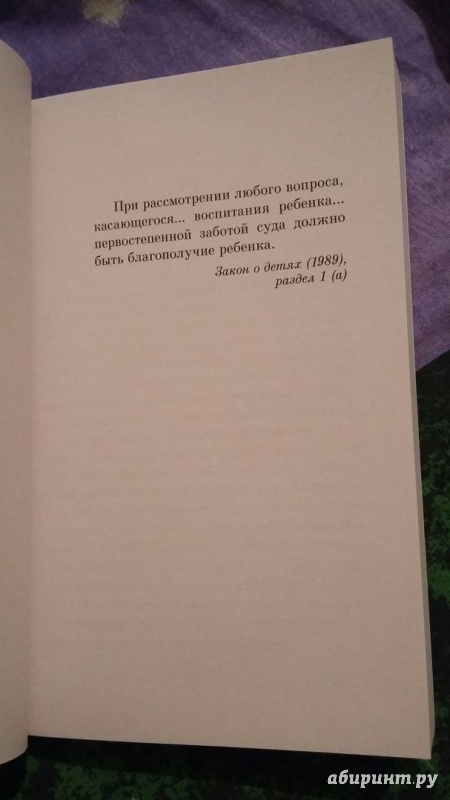 При рассмотрении любого вопроса,
касающегося... воспитания ребенка...
первостепенной заботой суда должно
быть благополучие ребенка.
Закон о детях (1989),
раздел 1 (а)
абиринт.ру